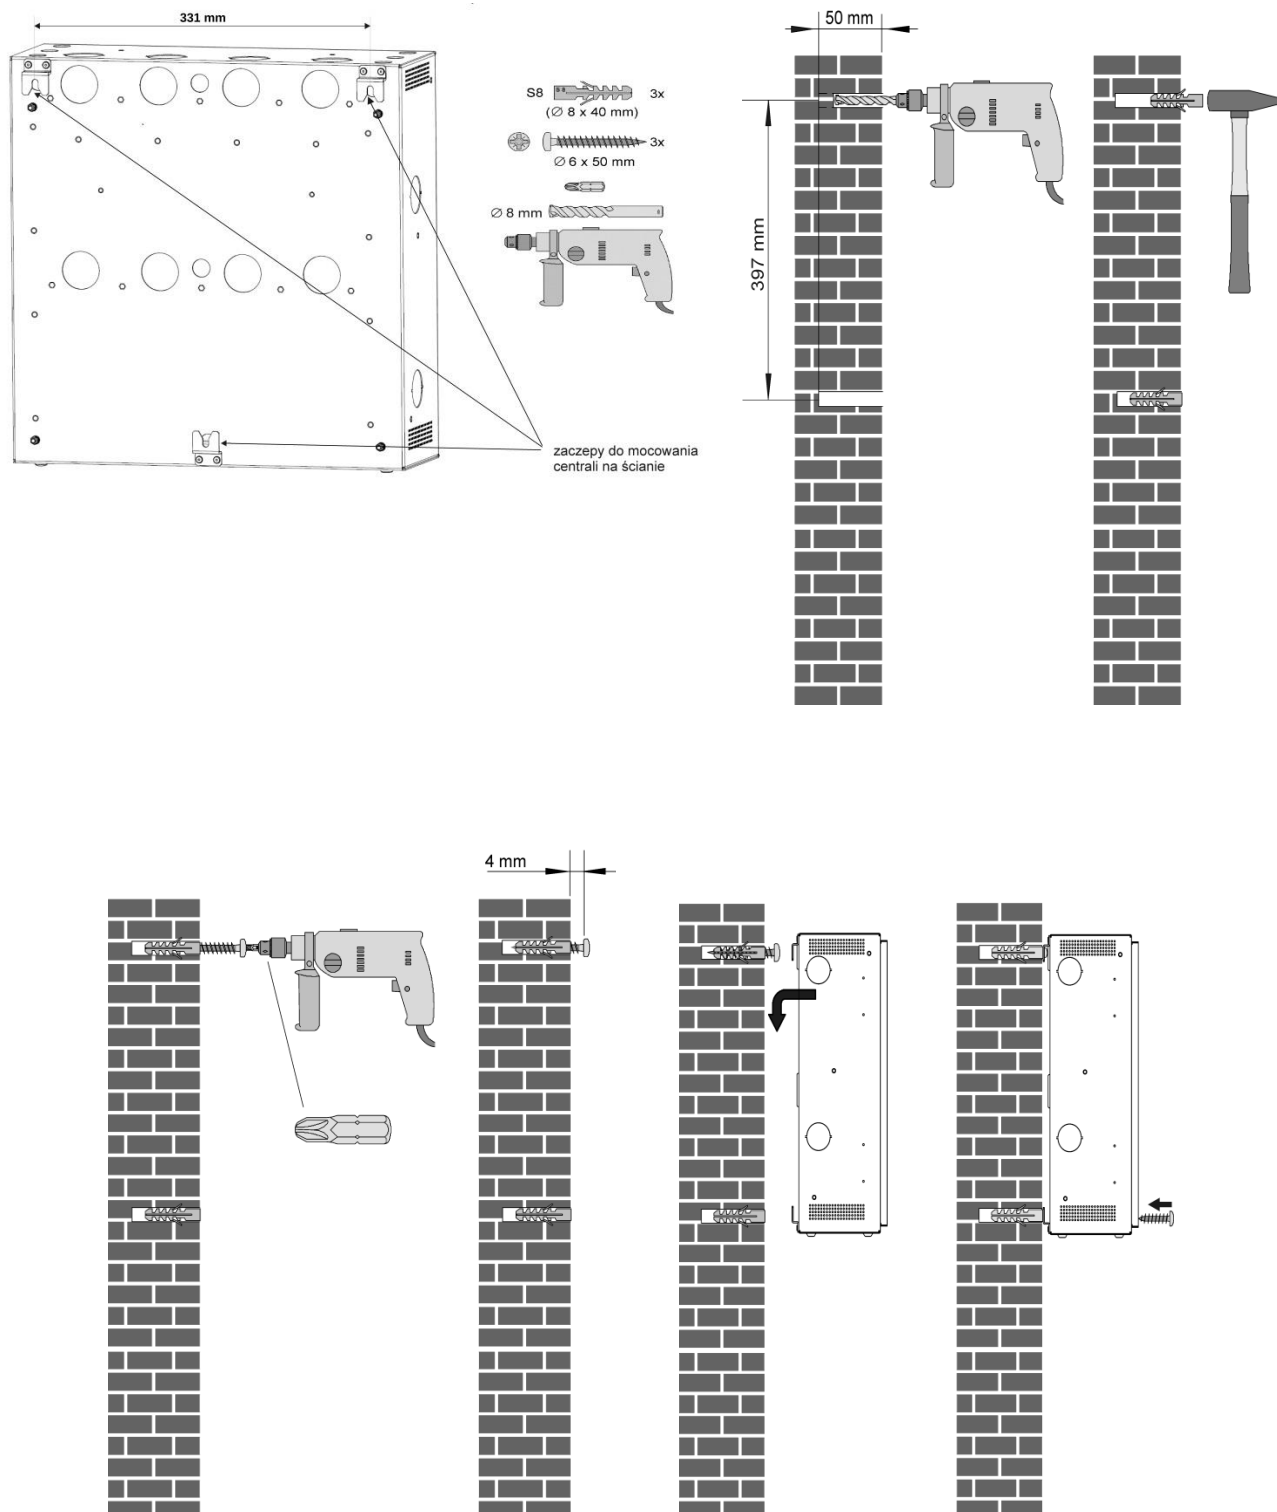 331 mm
S8
3x
(∅ 8 x 40 mm)
3x
∅ 6 x 50 mm
∅ 8 mm
zaczepy do mocowania
centrali na ścianie
50 mm
397 mm
4 mm